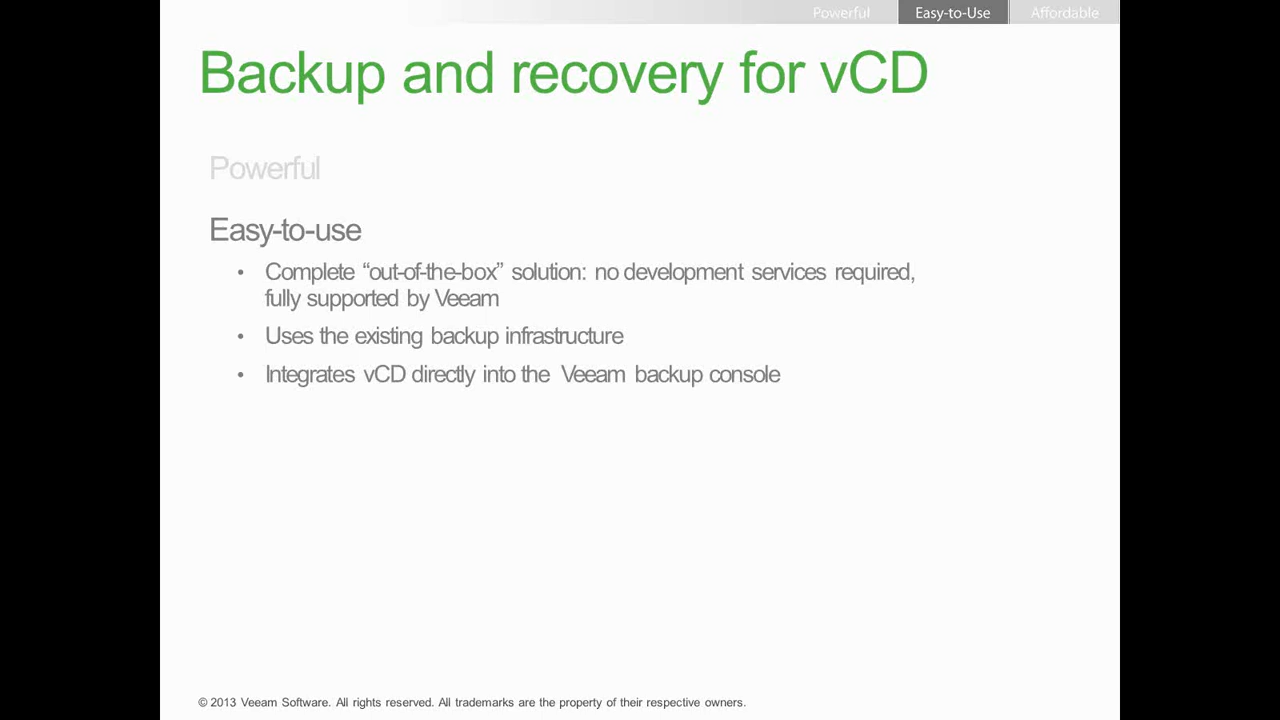 Powerful Easy-to-Use Affordable
Backup and recovery for vCD
Powerful
Easy-to-use
• Complete “out-of-the-box” solution: no development services required,
fully supported by Veeam
• Uses the existing backup infrastructure
• Integrates vCD directly into the Veeam backup console
© 2013 Veeam Software. All rights reserved. All trademarks are the property of their respective owners.